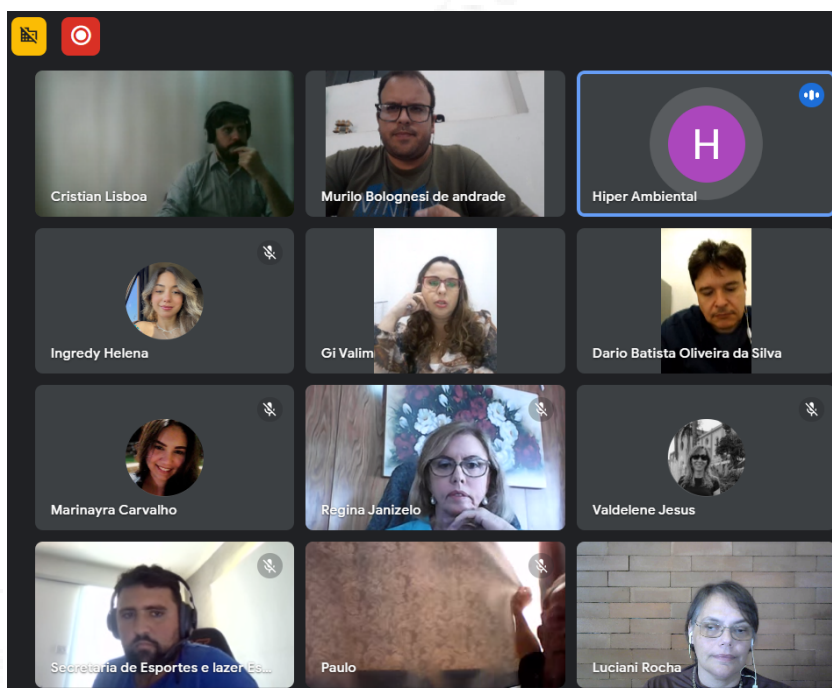 Cristian Lisboa
Murilo Bolognesi de andrade
H
Hiper Ambiental
Ingredy Helena
Gi Valim
Dario Batista Oliveira da Silva
Marinayra Carvalho
Regina Janizelo
Valdelene Jesus
Secretaria de Esportes e lazer Es...
Paulo
Luciani Rocha